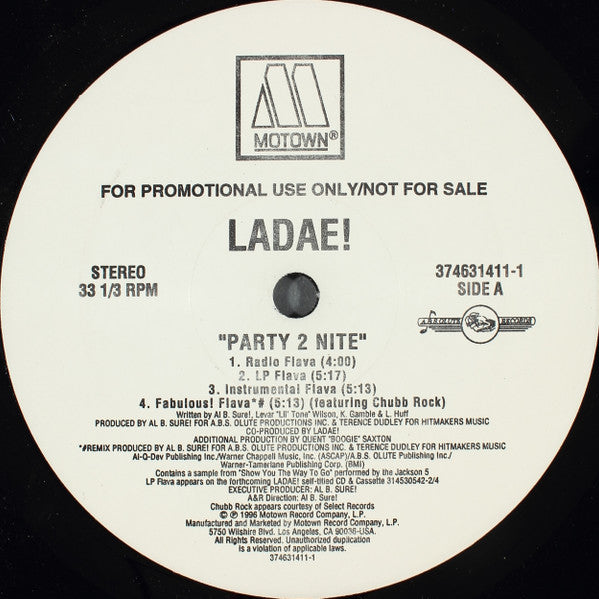 MOTOWN®
FOR PROMOTIONAL USE ONLY/NOT FOR SALE
LADAE!
STEREO
33 1/3 RPM
374631411-1
SIDE A
A.B.S. OLUTE RECORDS
"PARTY 2 NITE"
1. Radio Flava (4:00)
2. LP Flava (5:17)
3. Instrumental Flava (5:13)
4. Fabulous! Flava*# (5:13) (featuring Chubb Rock)
Written by Al B. Sure!, Levar "Lil" Tone" Wilson, K. Gamble & L. Huff
PRODUCED BY AL B. SURE! FOR A.B.S. OLUTE PRODUCTIONS INC. & TERENCE DUDLEY FOR HITMAKERS MUSIC
CO-PRODUCED BY LADAE!
ADDITIONAL PRODUCTION BY QUENT "BOOGIE" SAXTON
*#REMIX PRODUCED BY AL B. SURE! FOR A.B.S. OLUTE PRODUCTIONS INC. & TERENCE DUDLEY FOR HITMAKERS MUSIC
Al-Q-Dev Publishing Inc./Warner Chappell Music, Inc. (ASCAP)/A.B.S. OLUTE Publishing Inc./
Warner-Tamerlane Publishing Corp. (BMI)
Contains a sample from "Show You The Way To Go" performed by the Jackson 5
LP Flava appears on the forthcoming LADAE! self-titled CD & Cassette 314530542-2/4
EXECUTIVE PRODUCER: AL B. SURE!
A&R Direction: Al B. Sure!
Chubb Rock appears courtesy of Select Records
© ℗ 1996 Motown Record Company, L.P.
Manufactured and Marketed by Motown Record Company, L.P.
5750 Wilshire Blvd. Los Angeles, CA 90036-USA
All Rights Reserved. Unauthorized duplication
is a violation of applicable laws.
374631411-1